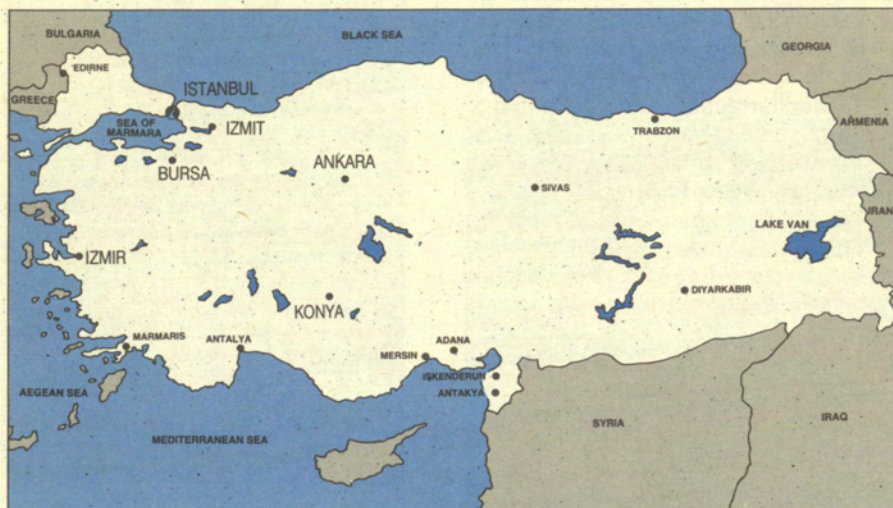 BULGARIA
BLACK SEA
GEORGIA
EDIRNE
GREECE
ISTANBUL
SEA OF
MARMARA
IZMIT
ARMENIA
TRABZON
BURSA
ANKARA
SIVAS
IRAN
LAKE VAN
IZMIR
DIYARKABIR
KONYA
MARMARIS
ANTALYA
ADANA
MERSIN
ISKENDERUN
AEGEAN SEA
ANTAKYA
MEDITERRANEAN SEA
SYRIA
IRAQ